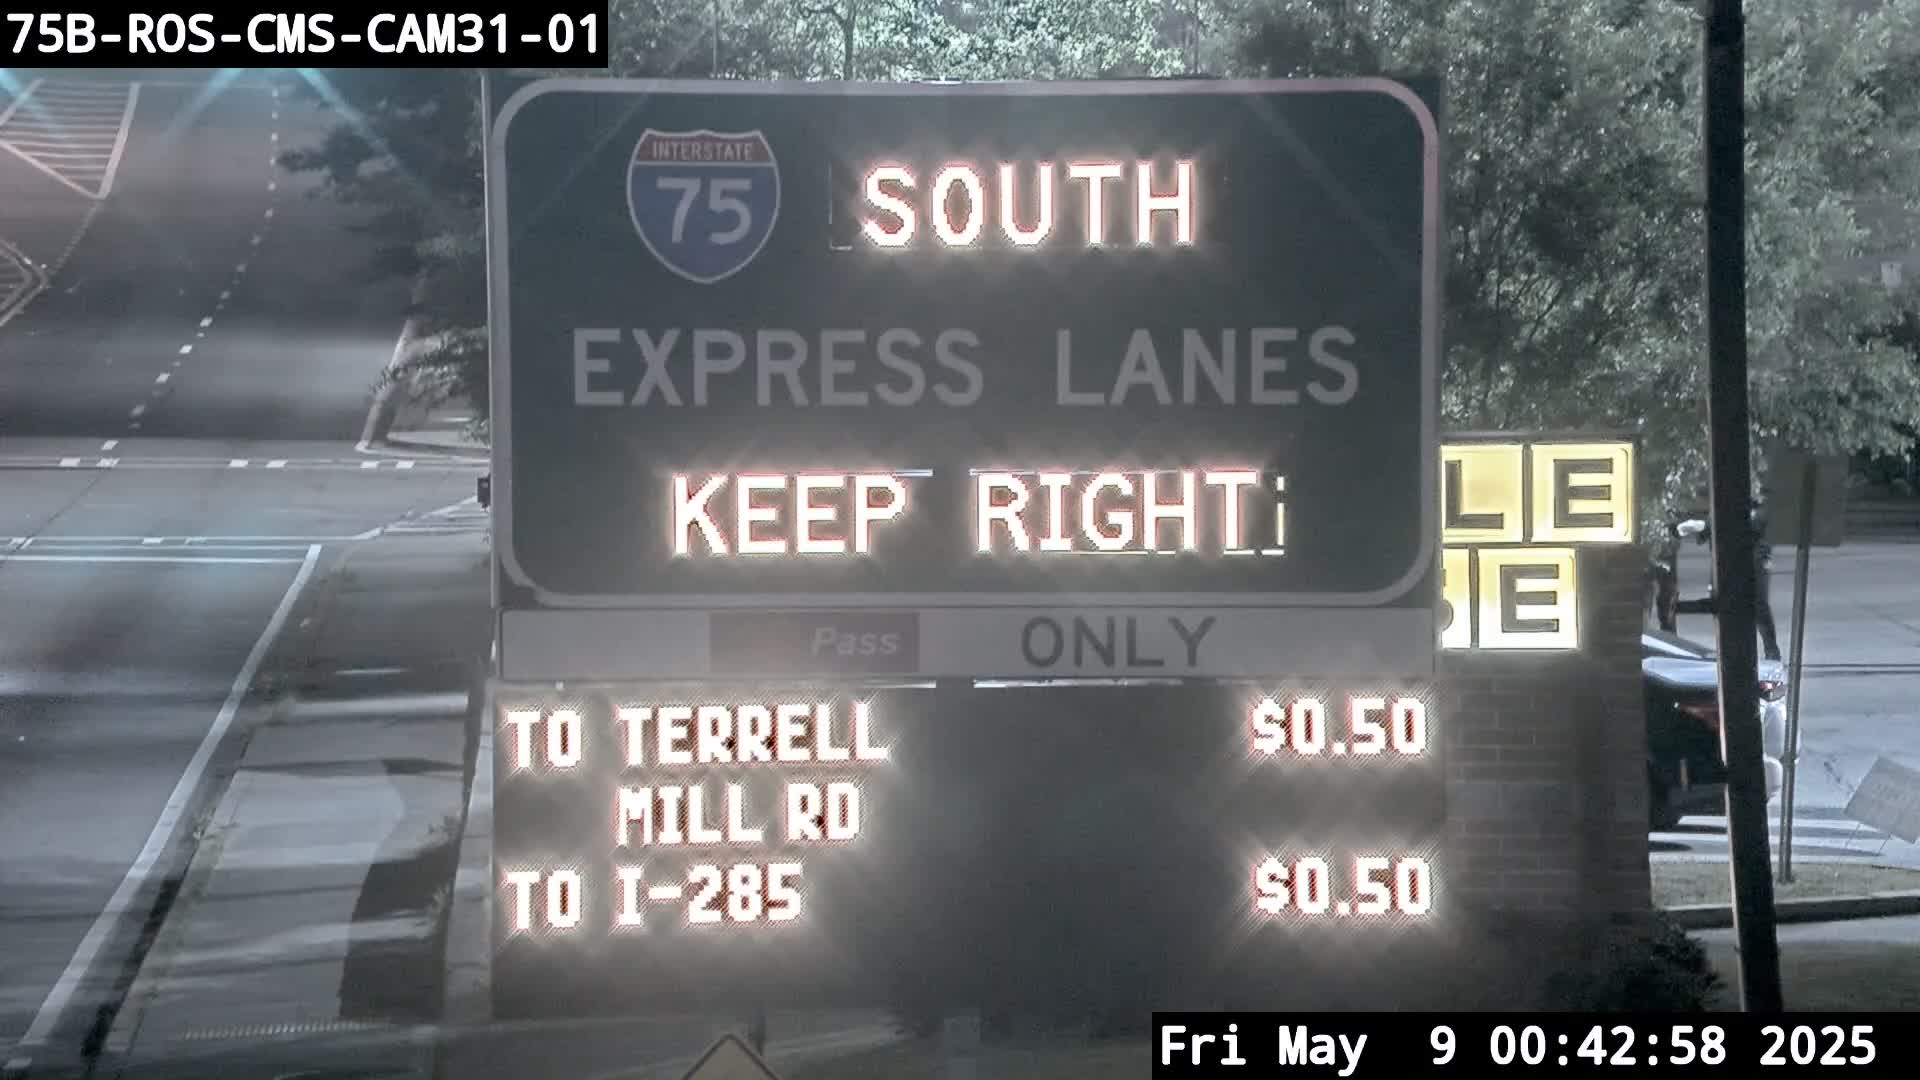 75B-ROS-CMS-CAM31-01
INTERSTATE
75
SOUTH
EXPRESS LANES
KEEP RIGHT
LE
E
Pass ONLY
TO TERRELL $0.50
MILL RD
TO I-285 $0.50
Fri May 9 00:42:58 2025